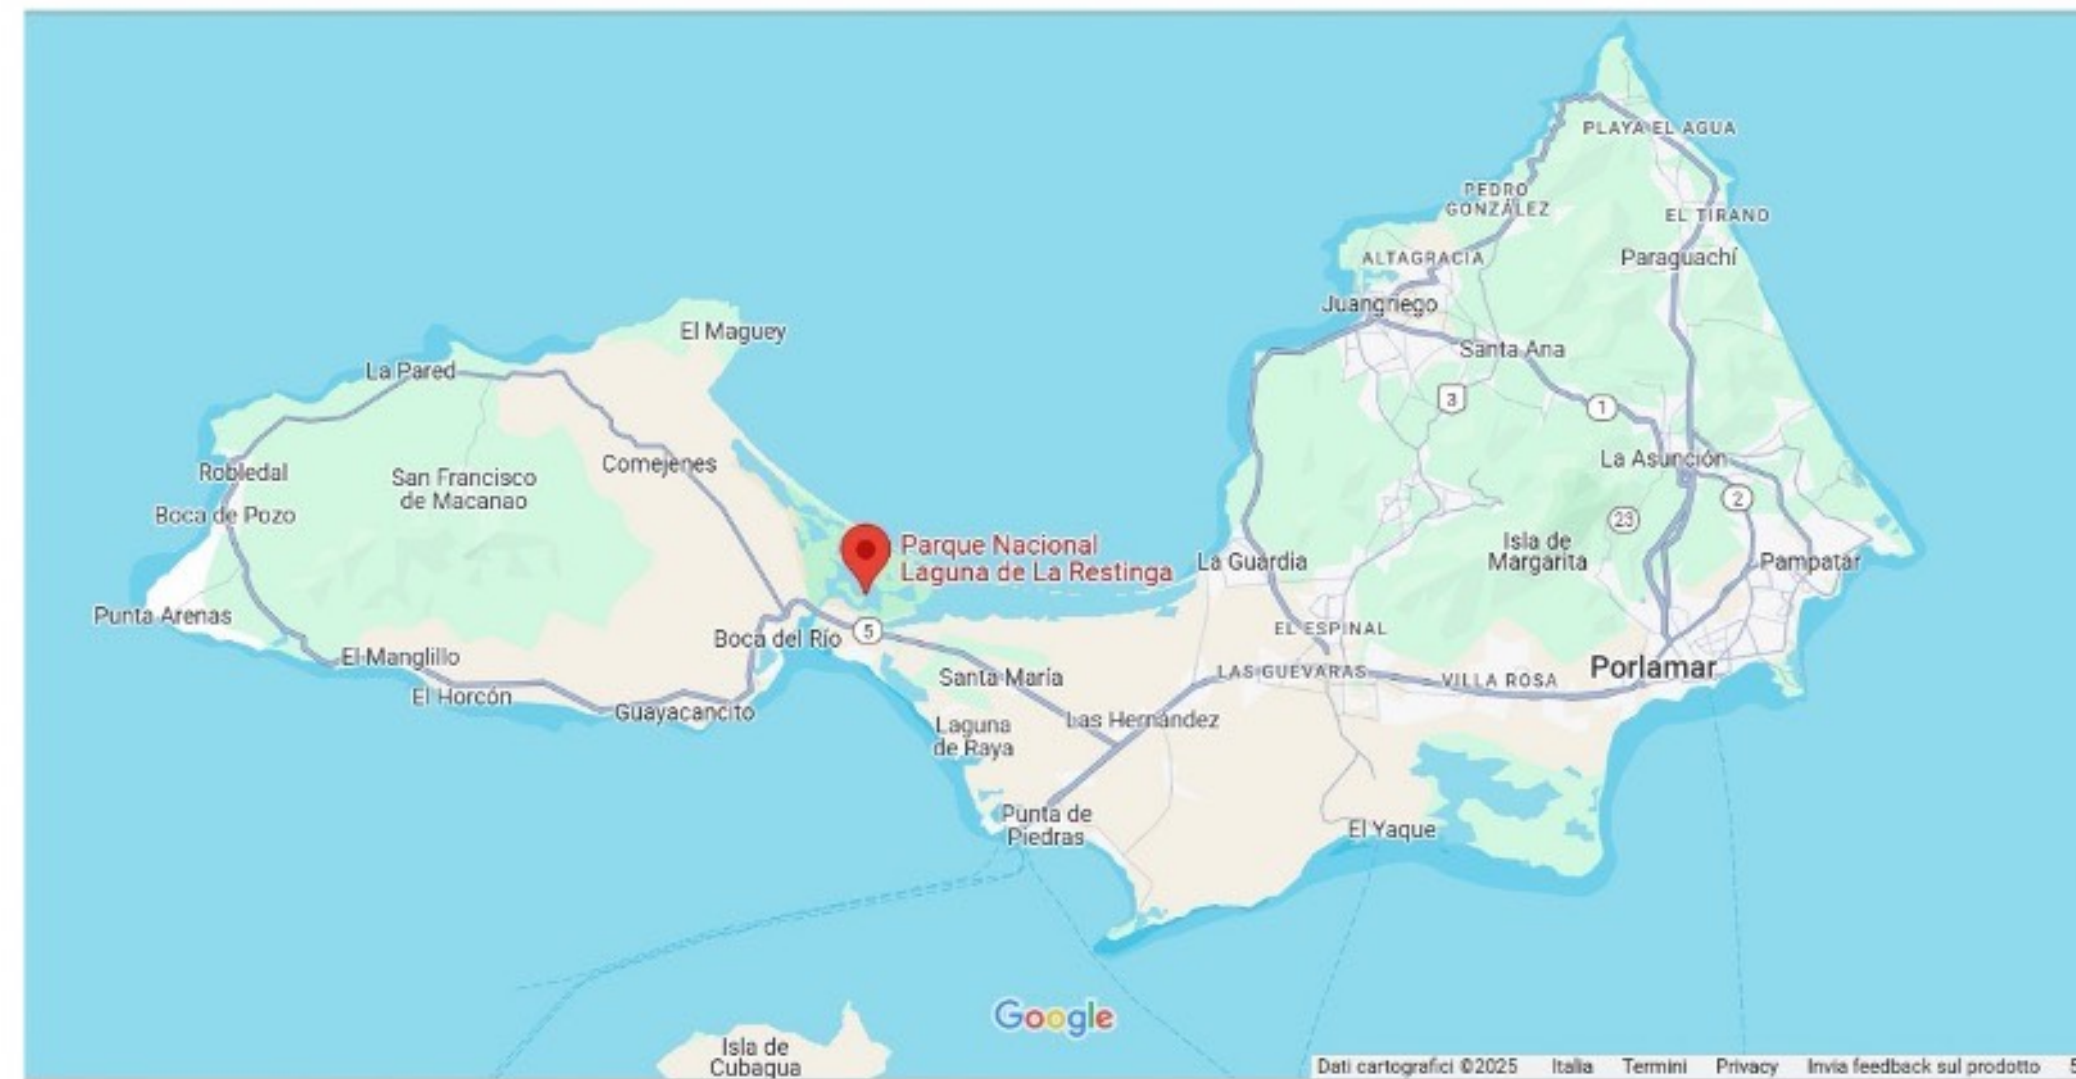 PLAYA EL AGUA
PEDRO
GONZÁLEZ
EL TIRANO
ALTAGRACIA
Paraguachí
Juangriego
El Maguey
Santa Ana
La Pared
3
1
La Asunción
Comejenes
Robledal
San Francisco
de Macanao
2
Boca de Pozo
23
Parque Nacional
Laguna de La Restinga
Isla de
Margarita
La Guardia
Pampatar
Punta Arenas
5
EL ESPINAL
Boca del Río
El Manglillo
Porlamar
Santa María
LAS GUEVARAS
VILLA ROSA
El Horcón
Guayacancito
Las Hernández
Laguna
de Raya
Punta de
Piedras
El Yaque
Google
Isla de
Cubagua
Dati cartografici ©2025 Italia Termini Privacy Invia feedback sul prodotto 5